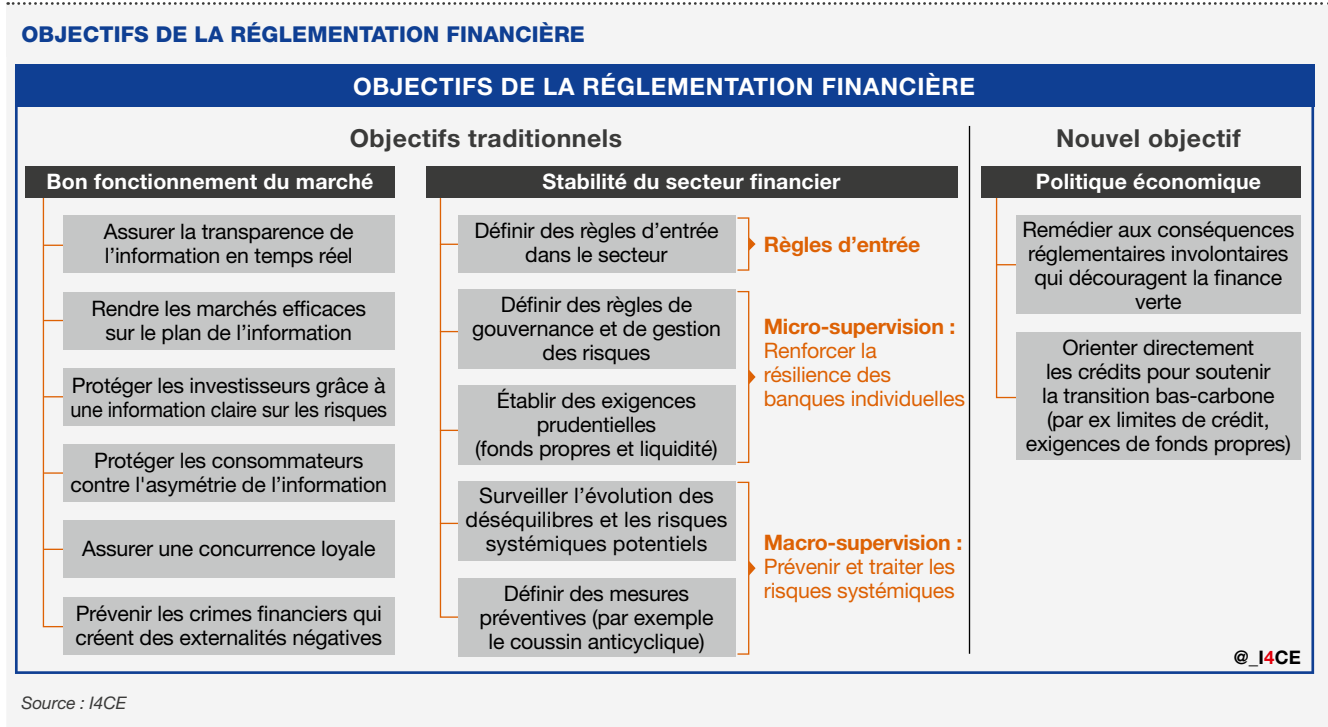 OBJECTIFS DE LA RÉGLEMENTATION FINANCIÈRE
OBJECTIFS DE LA RÉGLEMENTATION FINANCIÈRE
Objectifs traditionnels
Bon fonctionnement du marché
Assurer la transparence de
l’information en temps réel
Rendre les marchés efficaces
sur le plan de l’information
Protéger les investisseurs grâce à
une information claire sur les risques
Protéger les consommateurs
contre l'asymétrie de l’information
Assurer une concurrence loyale
Prévenir les crimes financiers qui
créent des externalités négatives
Stabilité du secteur financier
Définir des règles d’entrée
dans le secteur
Règles d’entrée
Définir des règles de
gouvernance et de gestion
des risques
Établir des exigences
prudentielles
(fonds propres et liquidité)
Micro-supervision :
Renforcer la
résilience des
banques individuelles
Surveiller l’évolution des
déséquilibres et les risques
systémiques potentiels
Définir des mesures
préventives (par exemple
le coussin anticyclique)
Macro-supervision :
Prévenir et traiter les
risques systémiques
Nouvel objectif
Politique économique
Remédier aux conséquences
réglementaires involontaires
qui découragent la finance
verte
Orienter directement
les crédits pour soutenir
la transition bas-carbone
(par ex limites de crédit,
exigences de fonds propres)
@_I4CE
Source : I4CE